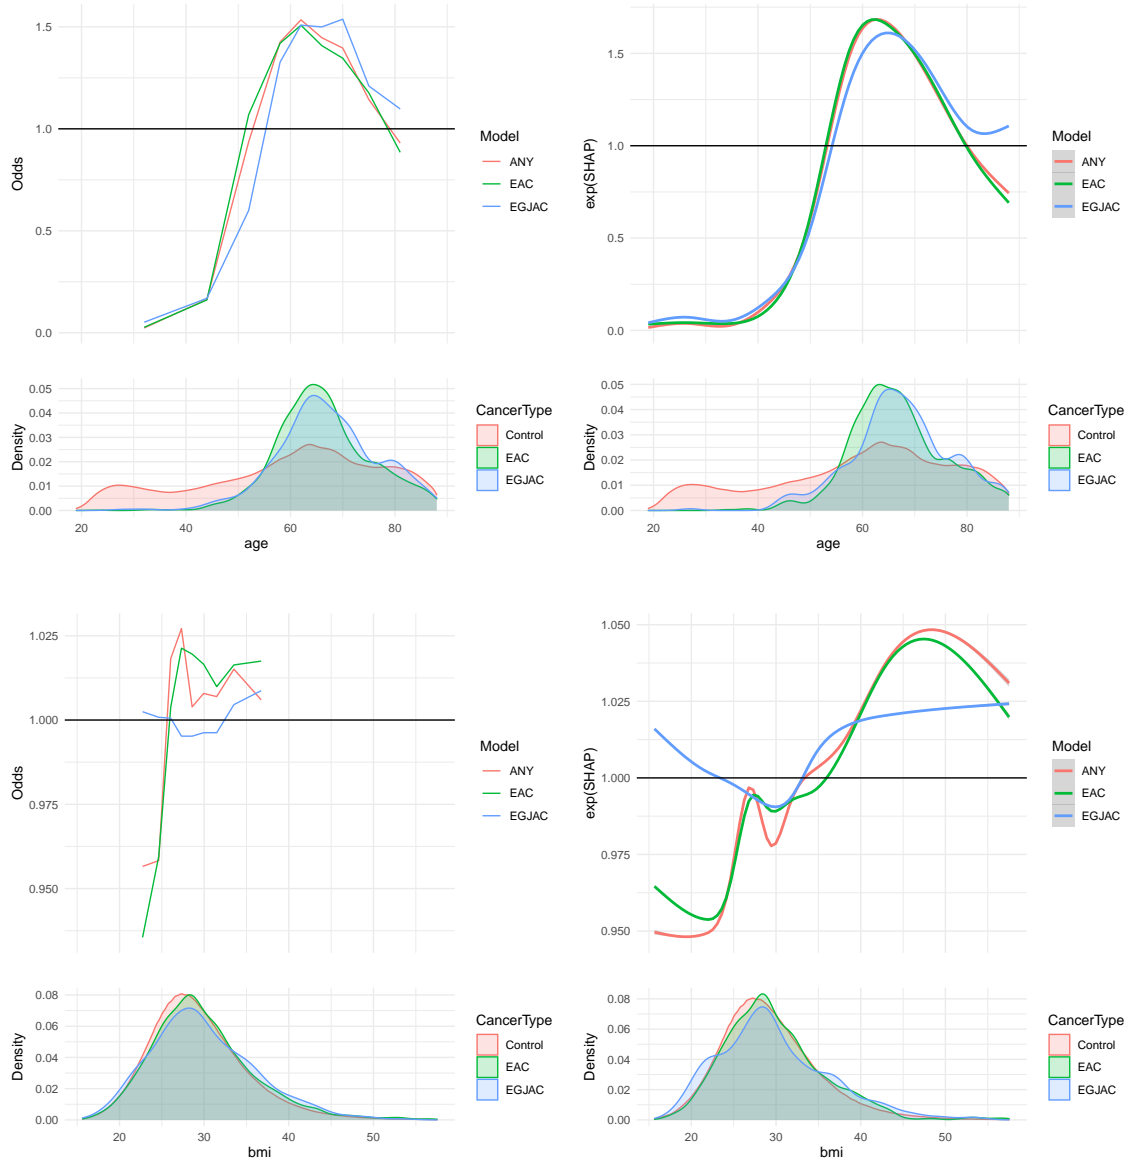 1.5
1.0
0.5
0.0
Odds
Model
ANY
EAC
EGJAC
0.05
0.04
0.03
0.02
0.01
0.00
Density
20 40 60 80
age
CancerType
Control
EAC
EGJAC
1.5
1.0
0.5
0.0
exp(SHAP)
Model
ANY
EAC
EGJAC
0.05
0.04
0.03
0.02
0.01
0.00
Density
20 40 60 80
age
CancerType
Control
EAC
EGJAC
1.025
1.000
0.975
0.950
Odds
Model
ANY
EAC
EGJAC
0.08
0.06
0.04
0.02
0.00
Density
20 30 40 50
bmi
CancerType
Control
EAC
EGJAC
1.050
1.025
1.000
0.975
0.950
exp(SHAP)
Model
ANY
EAC
EGJAC
0.08
0.06
0.04
0.02
0.00
Density
20 30 40 50
bmi
CancerType
Control
EAC
EGJAC